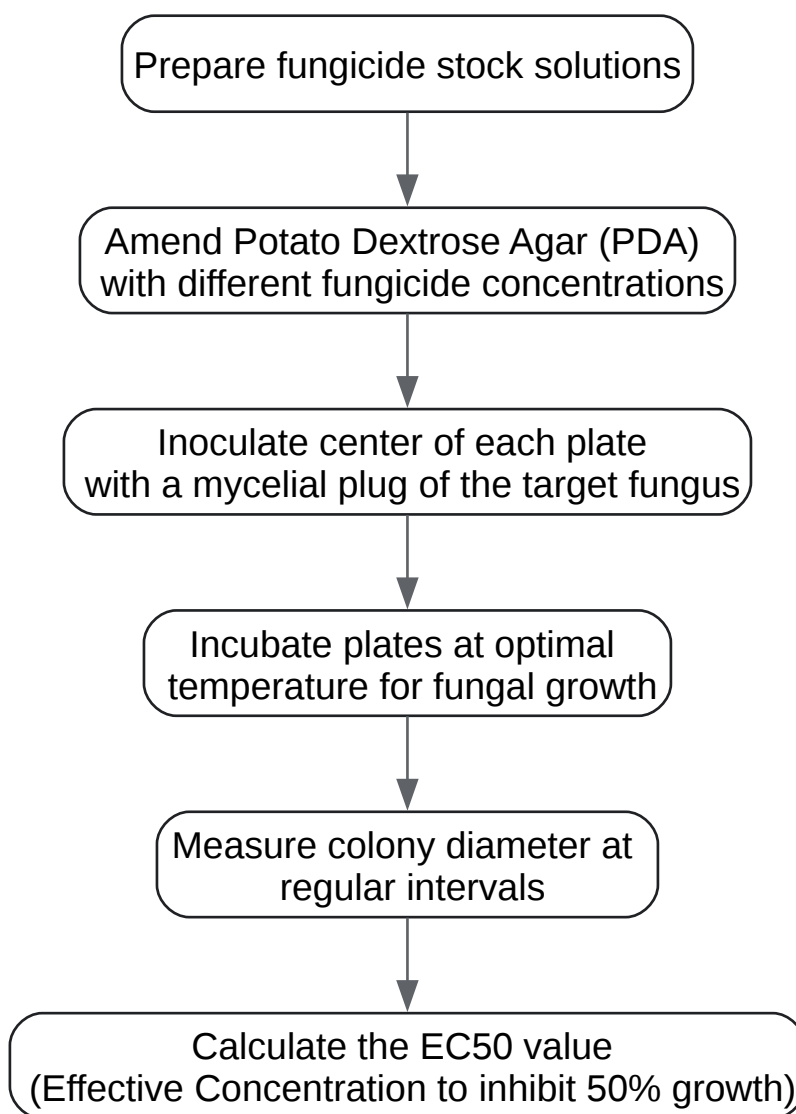 Prepare fungicide stock solutions
Amend Potato Dextrose Agar (PDA)
with different fungicide concentrations
Inoculate center of each plate
with a mycelial plug of the target fungus
Incubate plates at optimal
temperature for fungal growth
Measure colony diameter at
regular intervals
Calculate the EC50 value
(Effective Concentration to inhibit 50% growth)